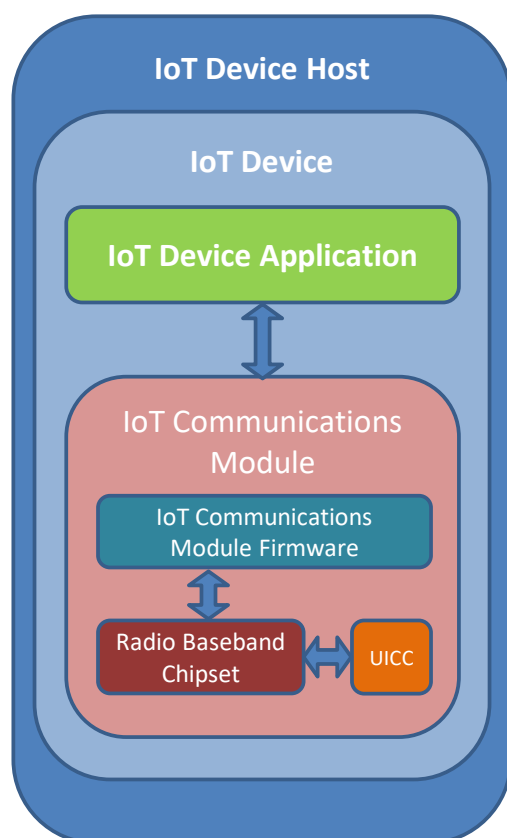 IoT Device Host
IoT Device
IoT Device Application
IoT Communications
Module
IoT Communications
Module Firmware
Radio Baseband
Chipset
UICC